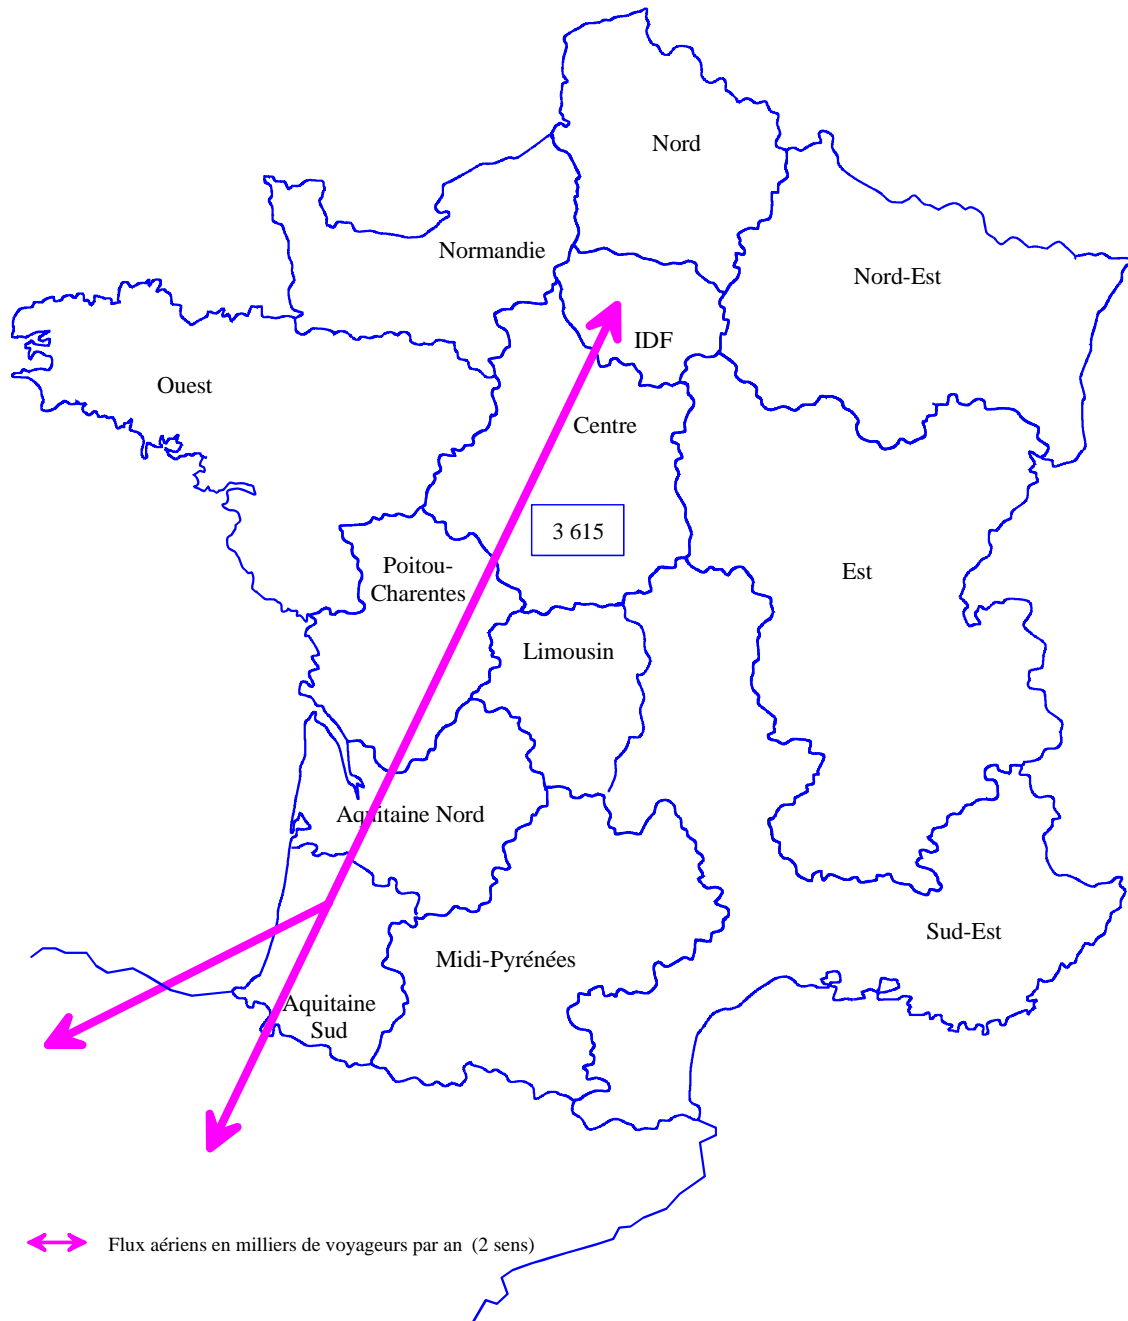 Nord
Normandie
Nord-Est
IDF
Ouest
Centre
3 615
Poitou-
Charentes
Est
Limousin
Aquitaine Nord
Sud-Est
Midi-Pyrénées
Aquitaine
Sud
Flux aériens en milliers de voyageurs par an (2 sens)